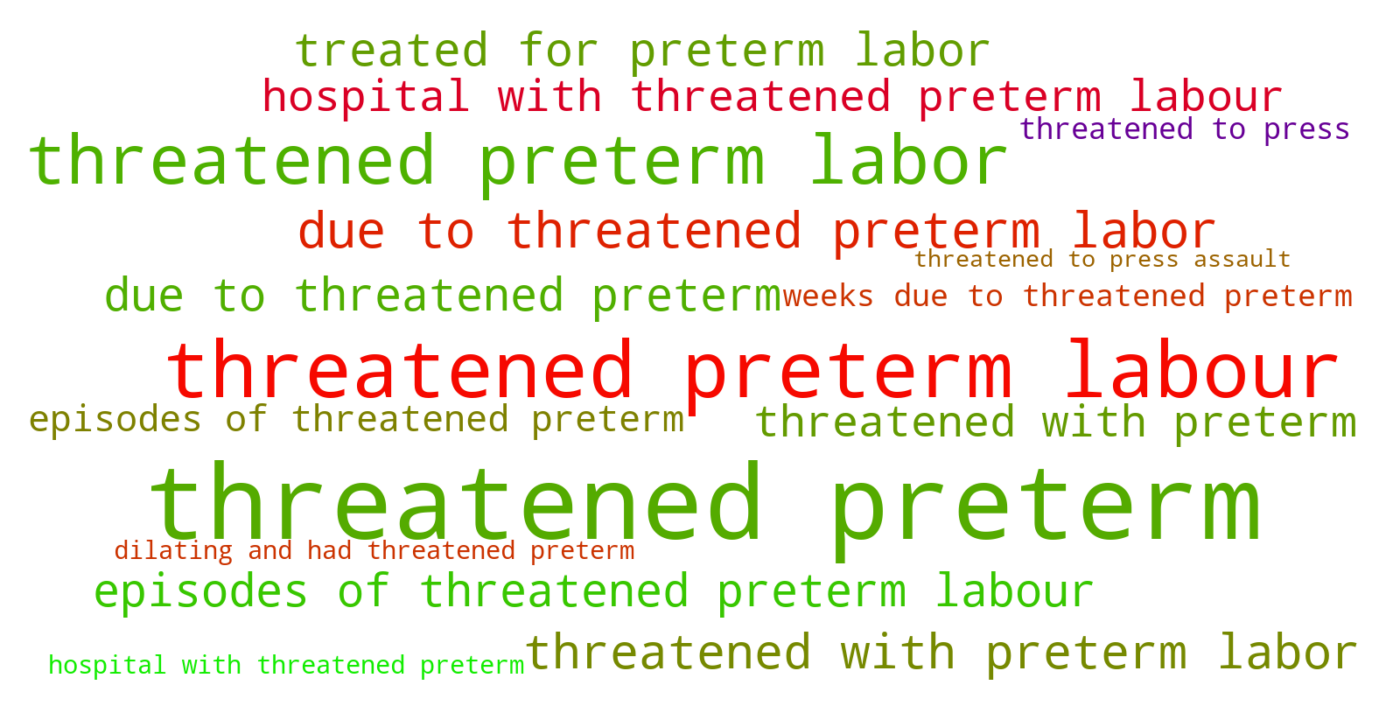 treated for preterm labor
hospital with threatened preterm labour
threatened to press
threatened preterm labor
due to threatened preterm labor
threatened to press assault
due to threatened preterm
weeks due to threatened preterm
threatened preterm labour
episodes of threatened preterm
threatened with preterm
threatened preterm
dilating and had threatened preterm
episodes of threatened preterm labour
threatened with preterm labor
hospital with threatened preterm